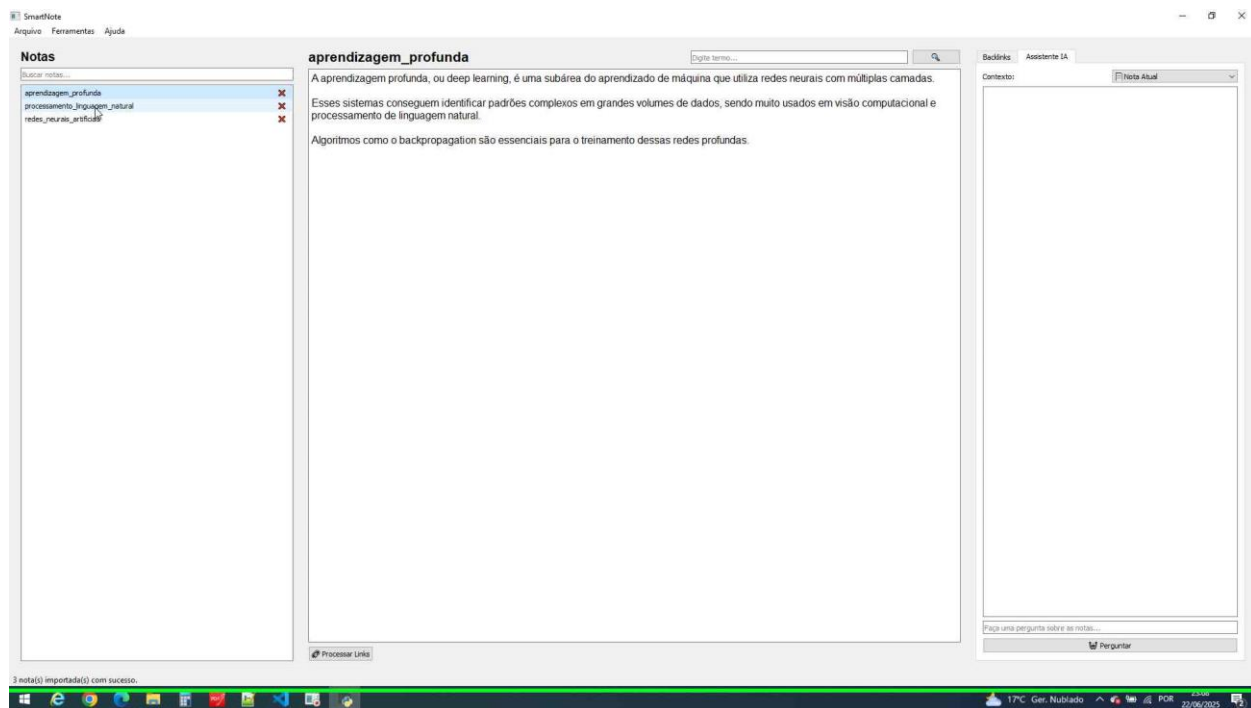 SmartNote
Arquivo Ferramentas Ajuda
Notas
Buscar notas...
aprendizagem_profunda
processamento_linguagem_natural
redes_neurais_artificiais
aprendizagem_profunda
Digite termo...
A aprendizagem profunda, ou deep learning, é uma subárea do aprendizado de máquina que utiliza redes neurais com múltiplas camadas.
Esses sistemas conseguem identificar padrões complexos em grandes volumes de dados, sendo muito usados em visão computacional e
processamento de linguagem natural.
Algoritmos como o backpropagation são essenciais para o treinamento dessas redes profundas.
Processar Links
Backlinks Assistente IA
Contexto: Nota Atual
Faça uma pergunta sobre as notas...
Perguntar
3 nota(s) importada(s) com sucesso.
17°C Ger. Nublado POR
22/06/2025